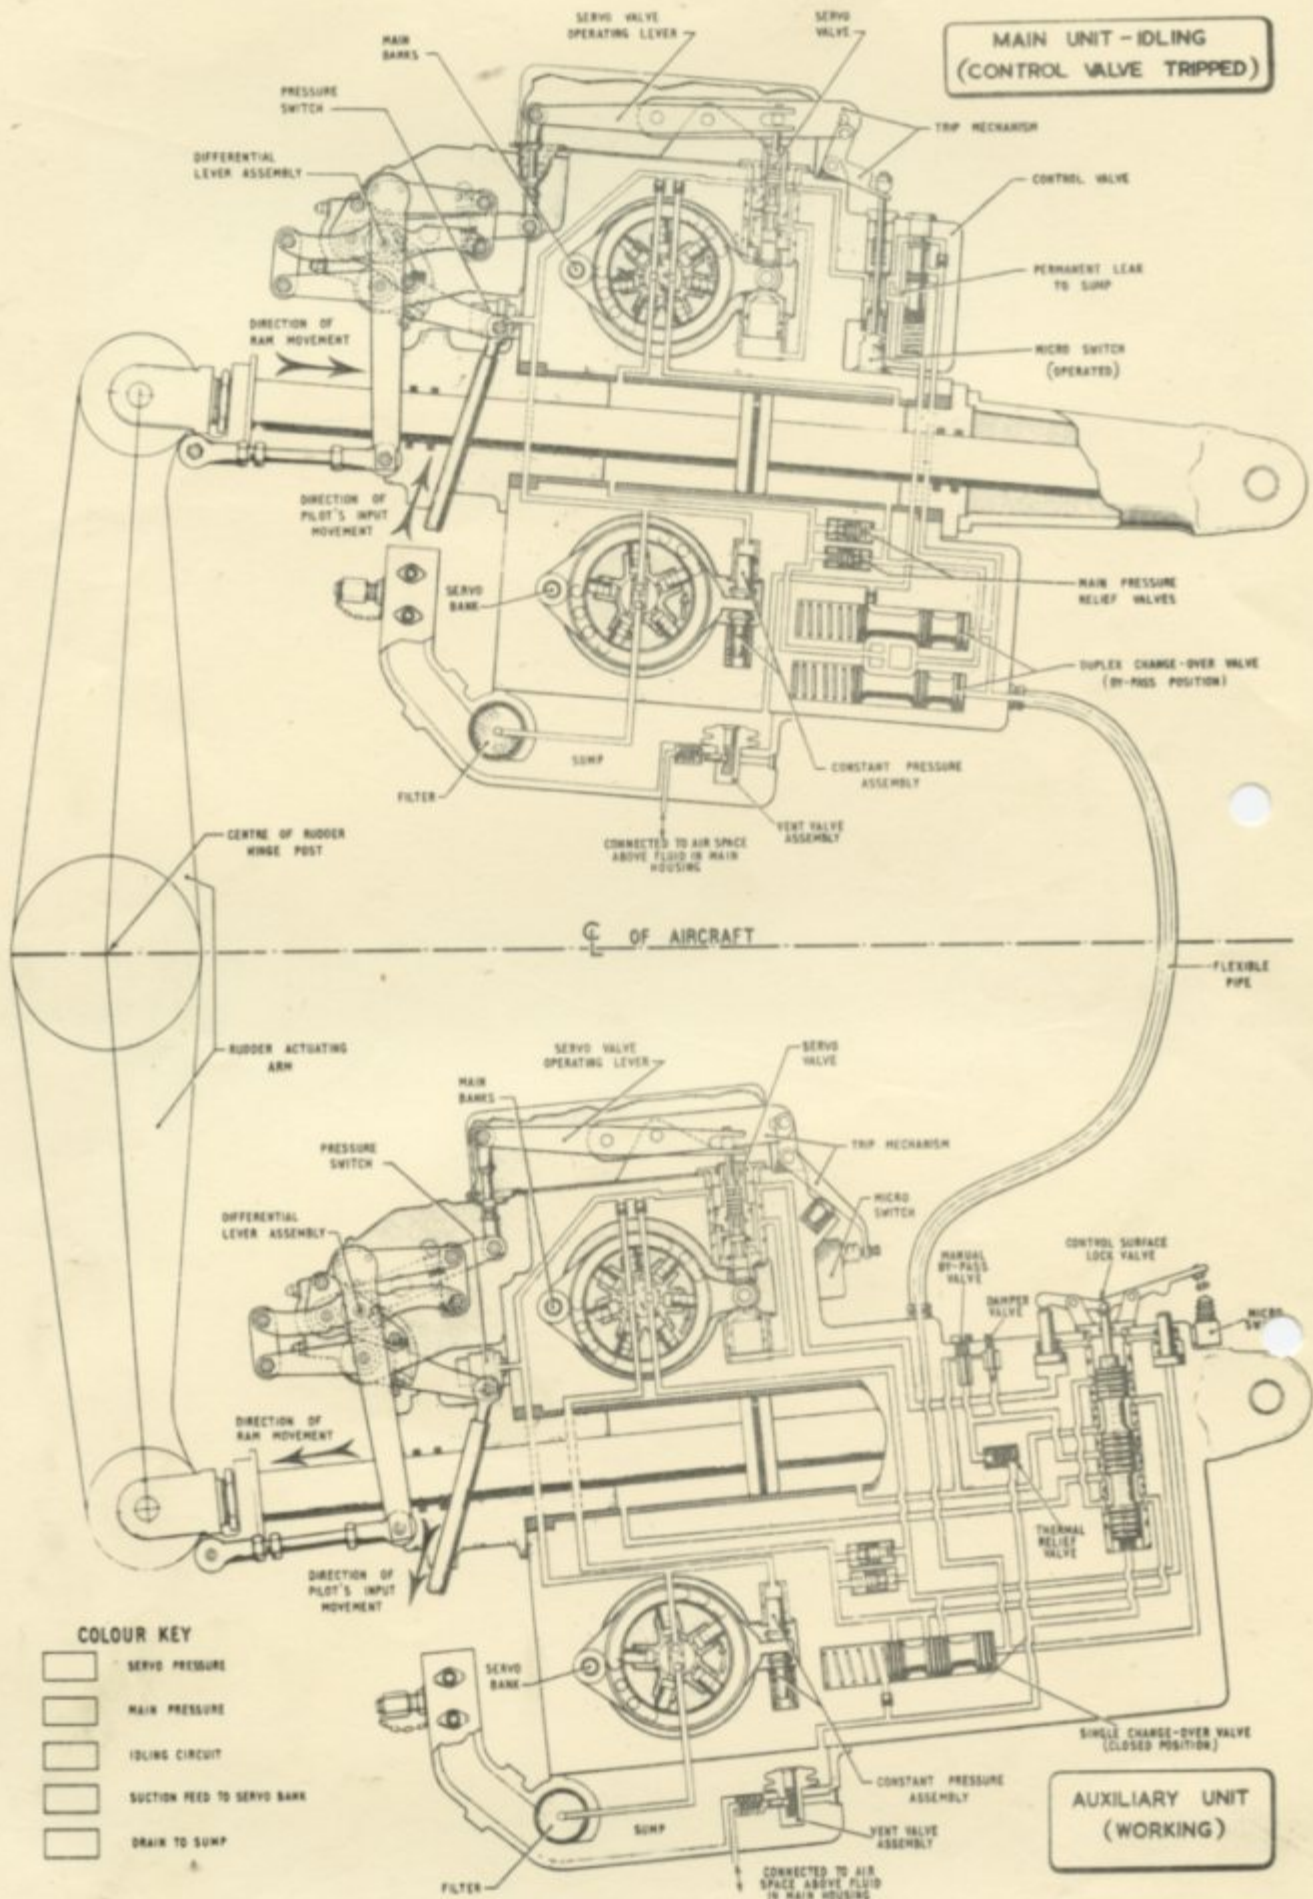 SERVO VALVE
OPERATING LEVER
SERVO
VALVE
MAIN UNIT - IDLING
(CONTROL VALVE TRIPPED)
MAIN
BANKS
PRESSURE
SWITCH
TRIP MECHANISM
DIFFERENTIAL
LEVER ASSEMBLY
CONTROL VALVE
PERMANENT LEAK
TO SUMP
DIRECTION OF
RAM MOVEMENT
MICRO SWITCH
(OPERATED)
DIRECTION OF
PILOT'S INPUT
MOVEMENT
SERVO
BANK
MAIN PRESSURE
RELIEF VALVES
DUPLEX CHANGE-OVER VALVE
(BY-PASS POSITION)
SUMP
CONSTANT PRESSURE
ASSEMBLY
FILTER
VENT VALVE
ASSEMBLY
CONNECTED TO AIR SPACE
ABOVE FLUID IN MAIN
HOUSING
CENTRE OF RUDDER
HINGE POST
℄ OF AIRCRAFT
FLEXIBLE
PIPE
RUDDER ACTUATING
ARM
SERVO VALVE
OPERATING LEVER
SERVO
VALVE
MAIN
BANKS
PRESSURE
SWITCH
TRIP MECHANISM
MICRO
SWITCH
DIFFERENTIAL
LEVER ASSEMBLY
MANUAL
BY-PASS
VALVE
CONTROL SURFACE
LOCK VALVE
DAMPER
VALVE
MICRO
DIRECTION OF
RAM MOVEMENT
THERMAL
RELIEF
VALVE
DIRECTION OF
PILOT'S INPUT
MOVEMENT
COLOUR KEY
SERVO PRESSURE
MAIN PRESSURE
IDLING CIRCUIT
SUCTION FEED TO SERVO BANK
DRAIN TO SUMP
SERVO
BANK
SINGLE CHANGE-OVER VALVE
(CLOSED POSITION)
CONSTANT PRESSURE
ASSEMBLY
SUMP
VENT VALVE
ASSEMBLY
FILTER
CONNECTED TO AIR
SPACE ABOVE FLUID
IN MAIN HOUSING
AUXILIARY UNIT
(WORKING)